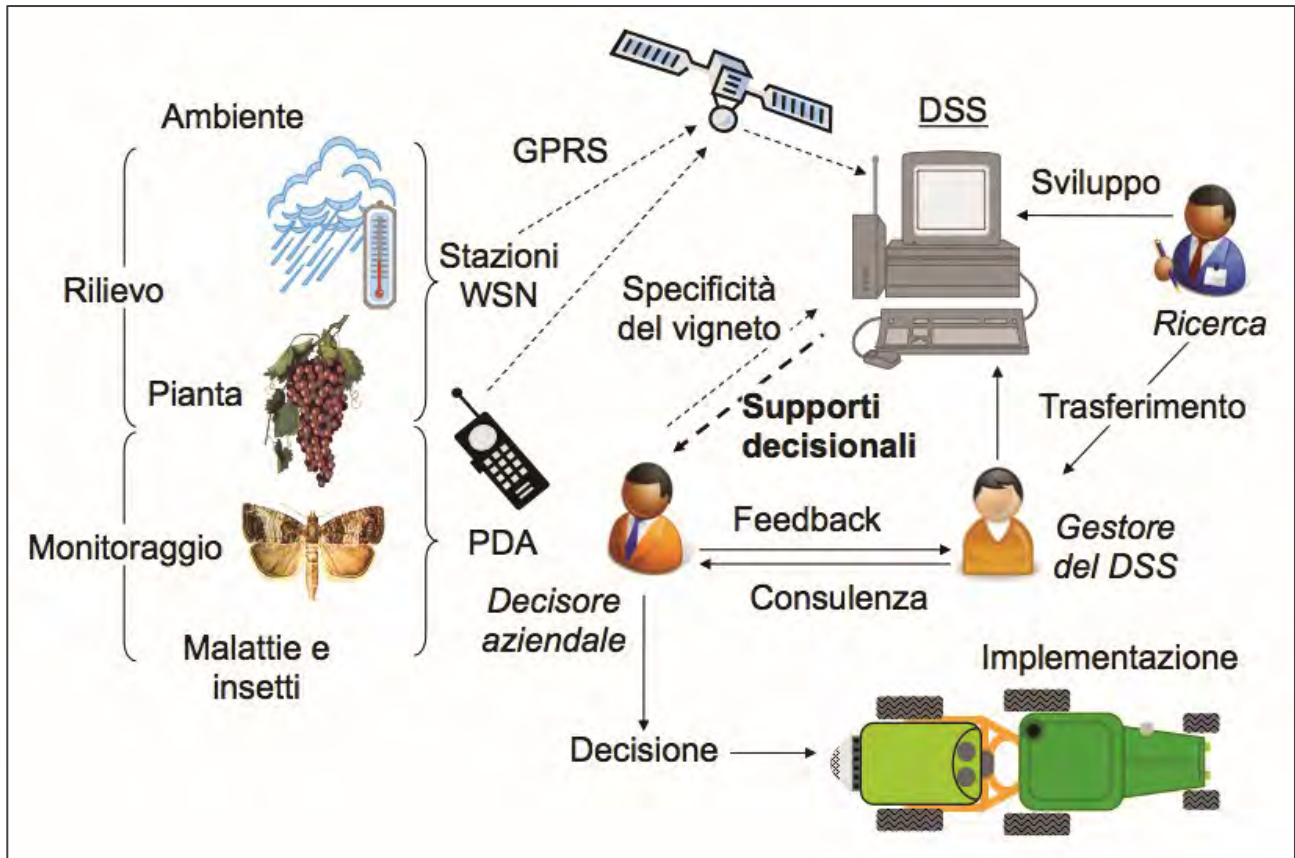 Ambiente
DSS
GPRS
Sviluppo
Rilievo
Stazioni
WSN
Specificità
del vigneto
Ricerca
Pianta
Supporti
decisionali
Trasferimento
Monitoraggio
PDA
Feedback
Gestore
del DSS
Decisore
aziendale
Consulenza
Malattie e
insetti
Implementazione
Decisione